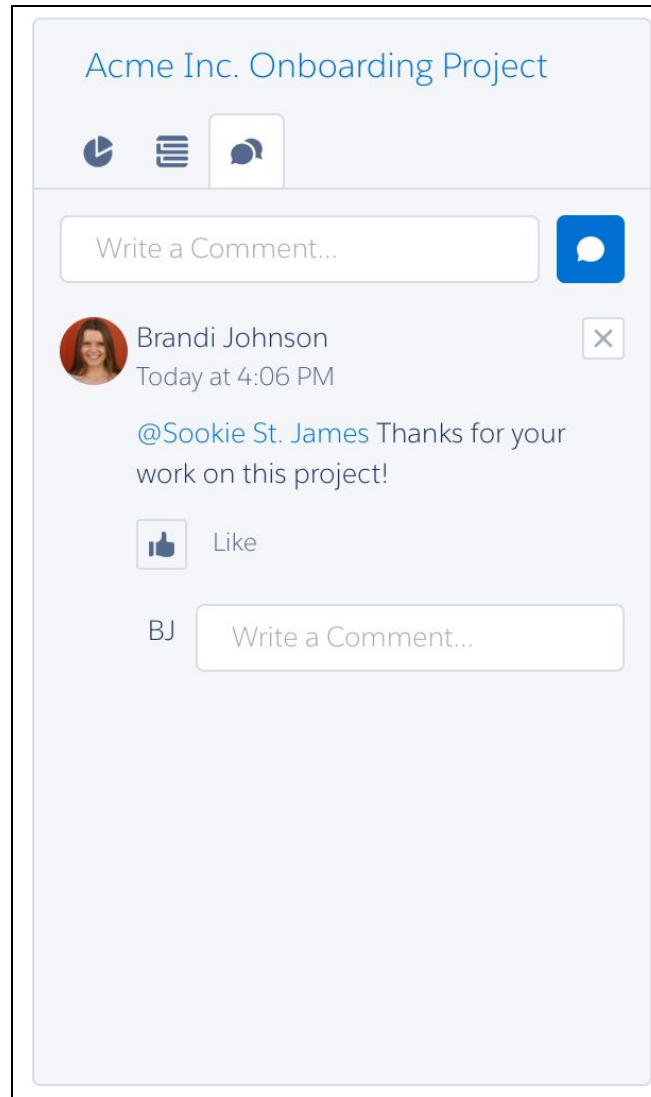 Acme Inc. Onboarding Project
Write a Comment...
Brandi Johnson
Today at 4:06 PM
@Sookie St. James Thanks for your
work on this project!
Like
BJ
Write a Comment...